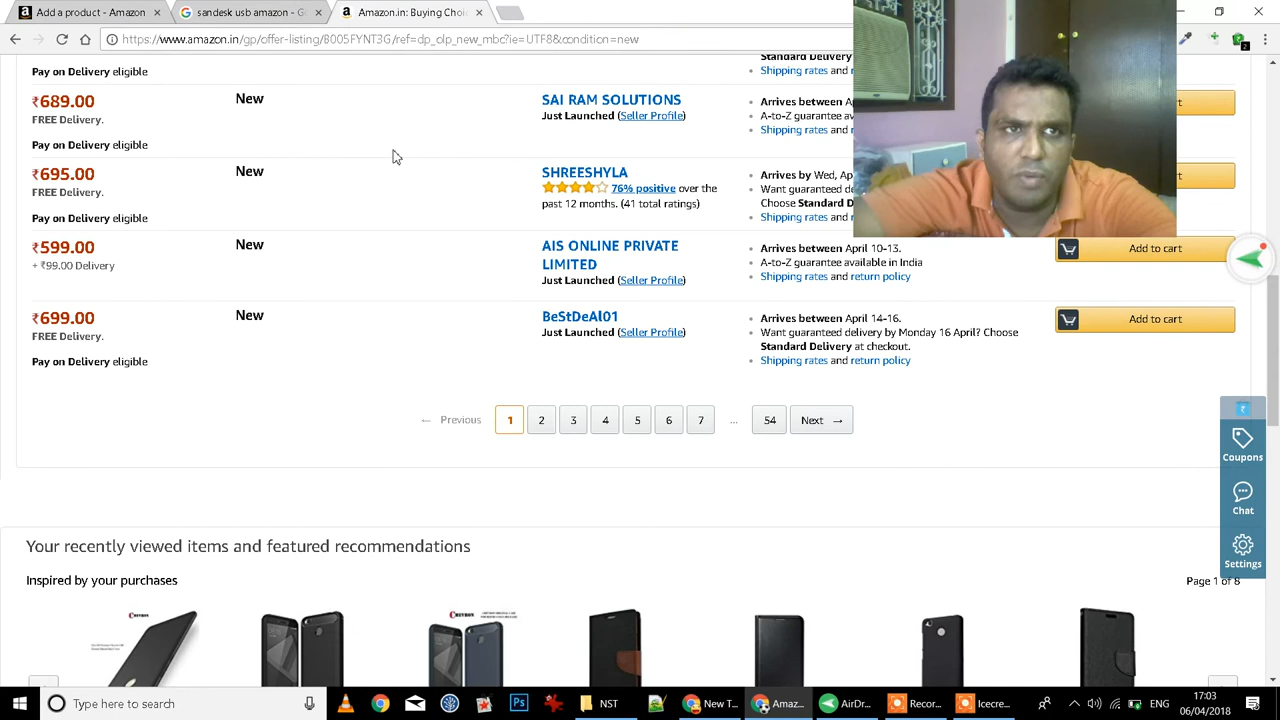 Add a product - Amazon
sandesk usb amazon - G
Amazon.in: Buying Choi
https://www.amazon.in/gp/offer-listing/B005FYNT3G/ref=dp_olp_new_mbc?ie=UTF8&condition=new
Pay on Delivery eligible
Standard Delivery
Shipping rates and
₹689.00
New
SAI RAM SOLUTIONS
Arrives between
FREE Delivery.
Just Launched (Seller Profile)
A-to-Z guarantee
Shipping rates and
Pay on Delivery eligible
₹695.00
New
SHREESHYLA
Arrives by Wed,
FREE Delivery.
76% positive over the
past 12 months. (41 total ratings)
Want guaranteed
Choose Standard
Pay on Delivery eligible
Shipping rates and
₹599.00
New
AIS ONLINE PRIVATE
LIMITED
Arrives between April 10-13.
Add to cart
+ ₹99.00 Delivery
A-to-Z guarantee available in India
Just Launched (Seller Profile)
Shipping rates and return policy
₹699.00
New
BeStDeAl01
Arrives between April 14-16.
Add to cart
FREE Delivery.
Just Launched (Seller Profile)
Want guaranteed delivery by Monday 16 April? Choose
Standard Delivery at checkout.
Pay on Delivery eligible
Shipping rates and return policy
← Previous 1 2 3 4 5 6 7 ... 54 Next →
Coupons
Chat
Settings
Your recently viewed items and featured recommendations
Inspired by your purchases
Page 1 of 8
Type here to search
NST
New T...
Amaz...
AirDr...
Recor...
Icecre...
ENG
17:03
06/04/2018